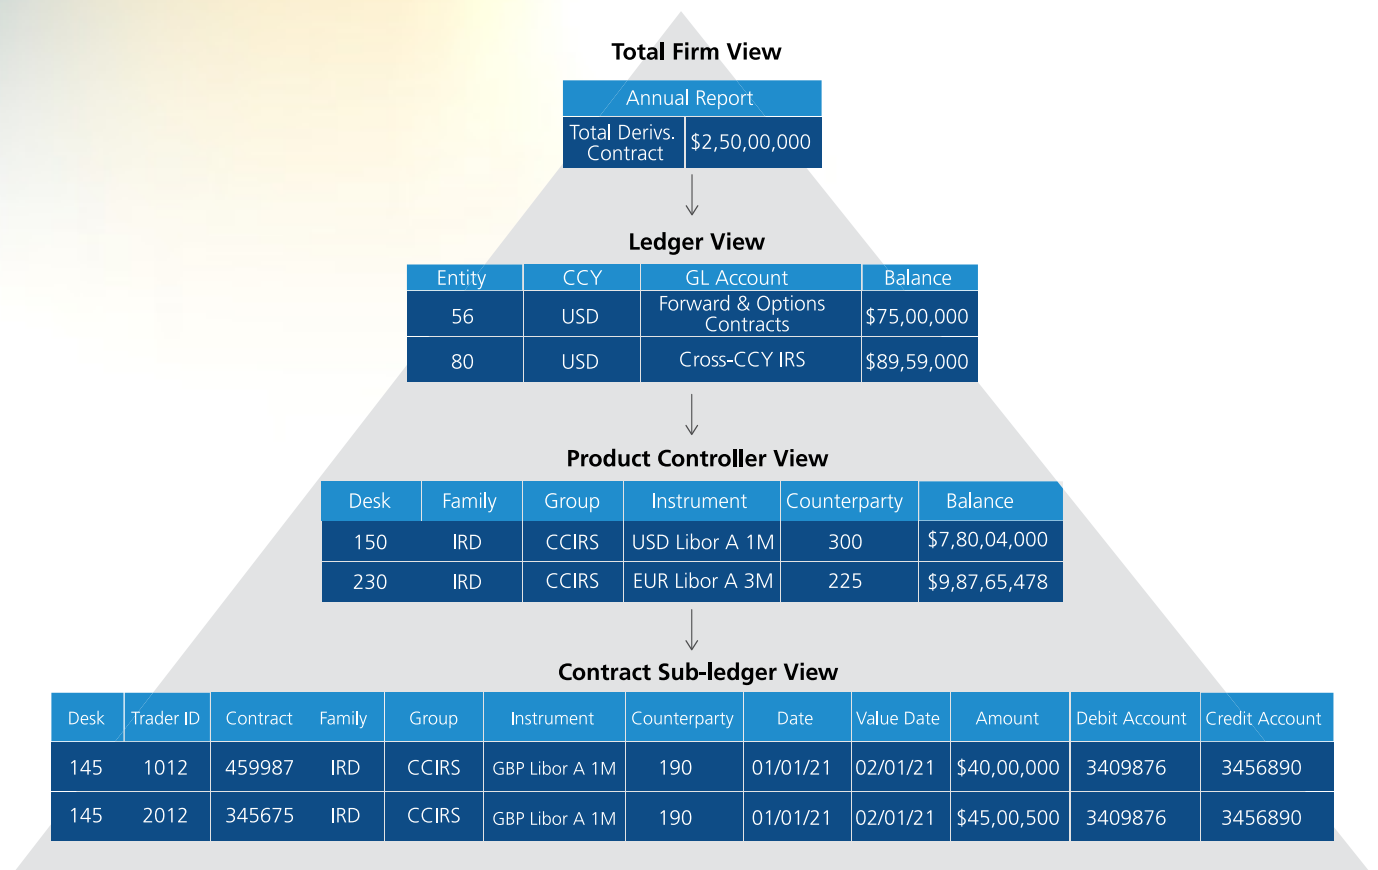 Total Firm View
Annual Report
Total Derivs. Contract $2,50,00,000
Ledger View
Entity CCY GL Account Balance
56 USD Forward & Options Contracts $75,00,000
80 USD Cross-CCY IRS $89,59,000
Product Controller View
Desk Family Group Instrument Counterparty Balance
150 IRD CCIRS USD Libor A 1M 300 $7,80,04,000
230 IRD CCIRS EUR Libor A 3M 225 $9,87,65,478
Contract Sub-ledger View
Desk Trader ID Contract Family Group Instrument Counterparty Date Value Date Amount Debit Account Credit Account
145 1012 459987 IRD CCIRS GBP Libor A 1M 190 01/01/21 02/01/21 $40,00,000 3409876 3456890
145 2012 345675 IRD CCIRS GBP Libor A 1M 190 01/01/21 02/01/21 $45,00,500 3409876 3456890